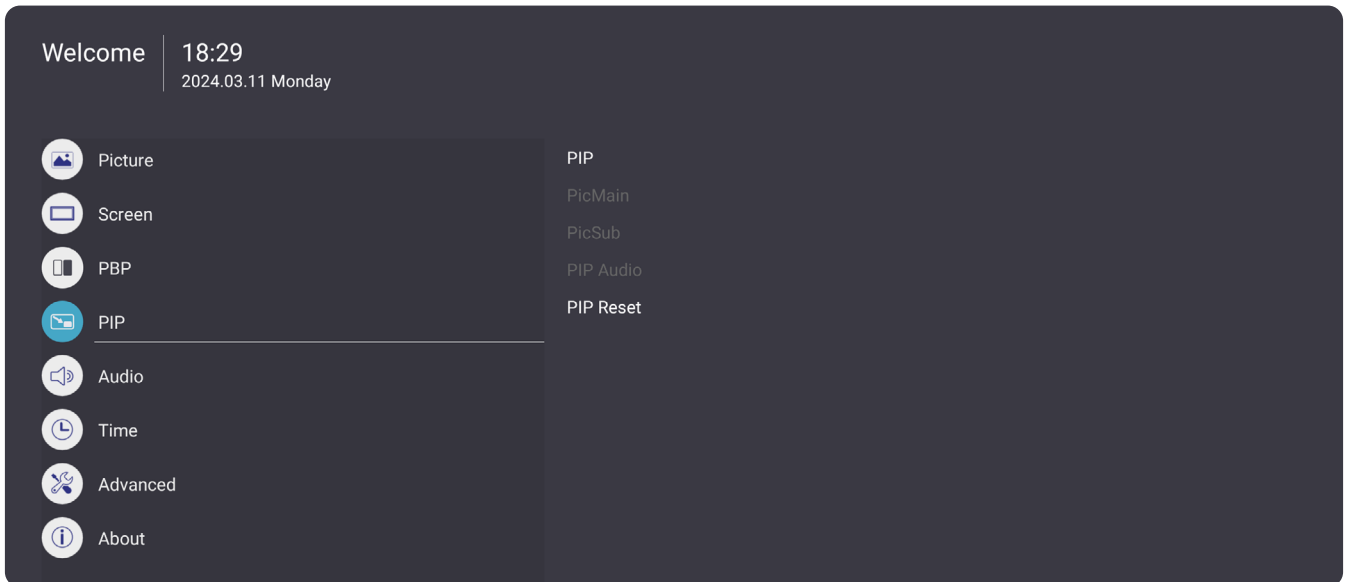 Welcome
18:29
2024.03.11 Monday
Picture
Screen
PBP
PIP
Audio
Time
Advanced
About
PIP
PicMain
PicSub
PIP Audio
PIP Reset